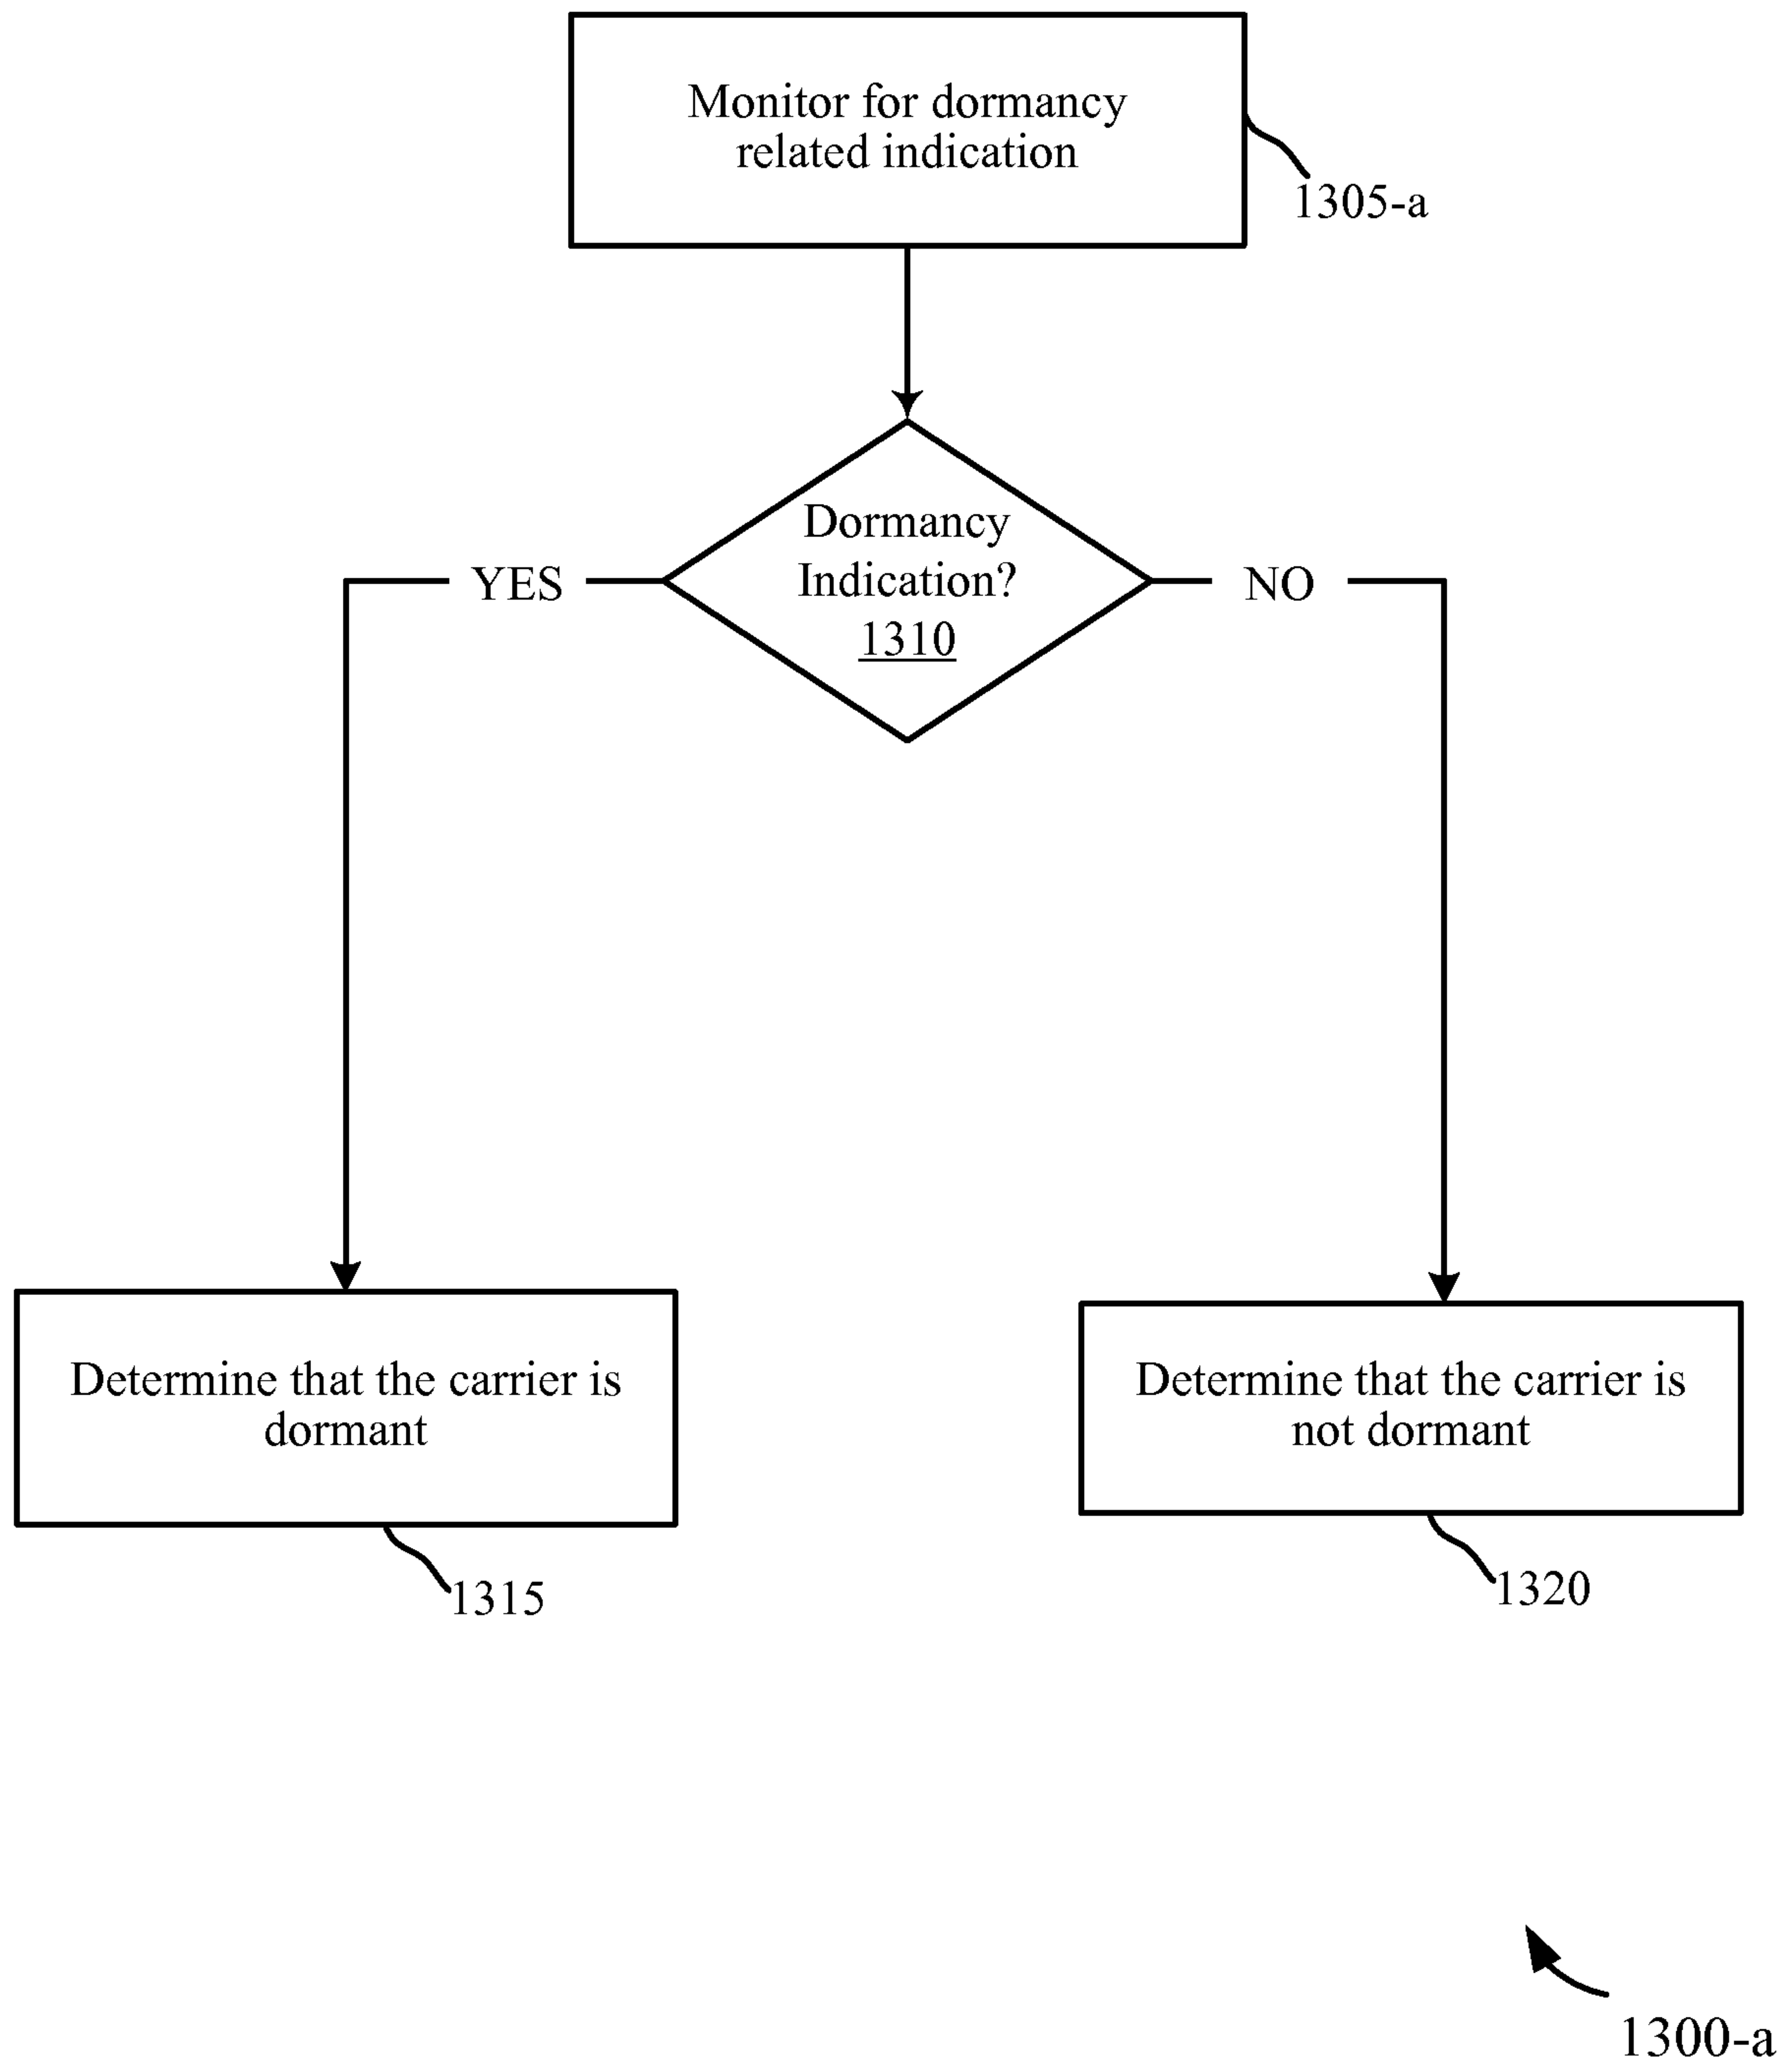 Monitor for dormancy
related indication
1305-a
Dormancy
Indication?
1310
YES
NO
Determine that the carrier is
dormant
1315
Determine that the carrier is
not dormant
1320
1300-a